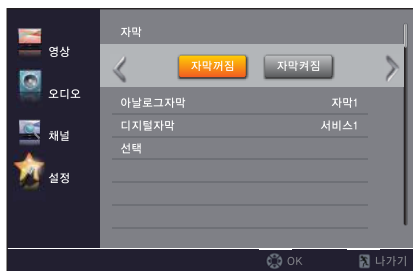 영상
오디오
채널
설정
자막
자막꺼짐 자막켜짐
아날로그자막 자막1
디지털자막 서비스1
선택
OK 나가기